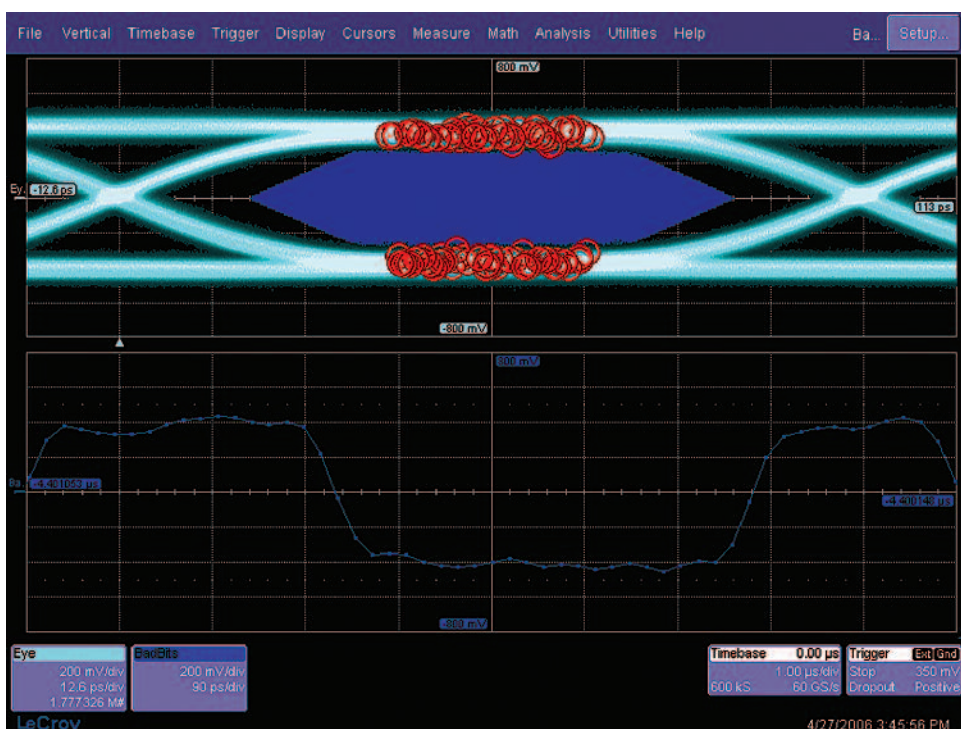 File Vertical Timebase Trigger Display Cursors Measure Math Analysis Utilities Help Ba... Setup...
800 mV
Ey. -12.6 ps
113 ps
-800 mV
800 mV
Ba. -4.401053 µs
-4.400148 µs
-800 mV
Eye
200 mV/div
12.6 ps/div
1.777326 M#
BadBits
200 mV/div
90 ps/div
Timebase 0.00 µs
1.00 µs/div
600 kS 60 GS/s
Trigger Ext Gnd
Stop 350 mV
Dropout Positive
LeCroy
4/27/2006 3:45:56 PM